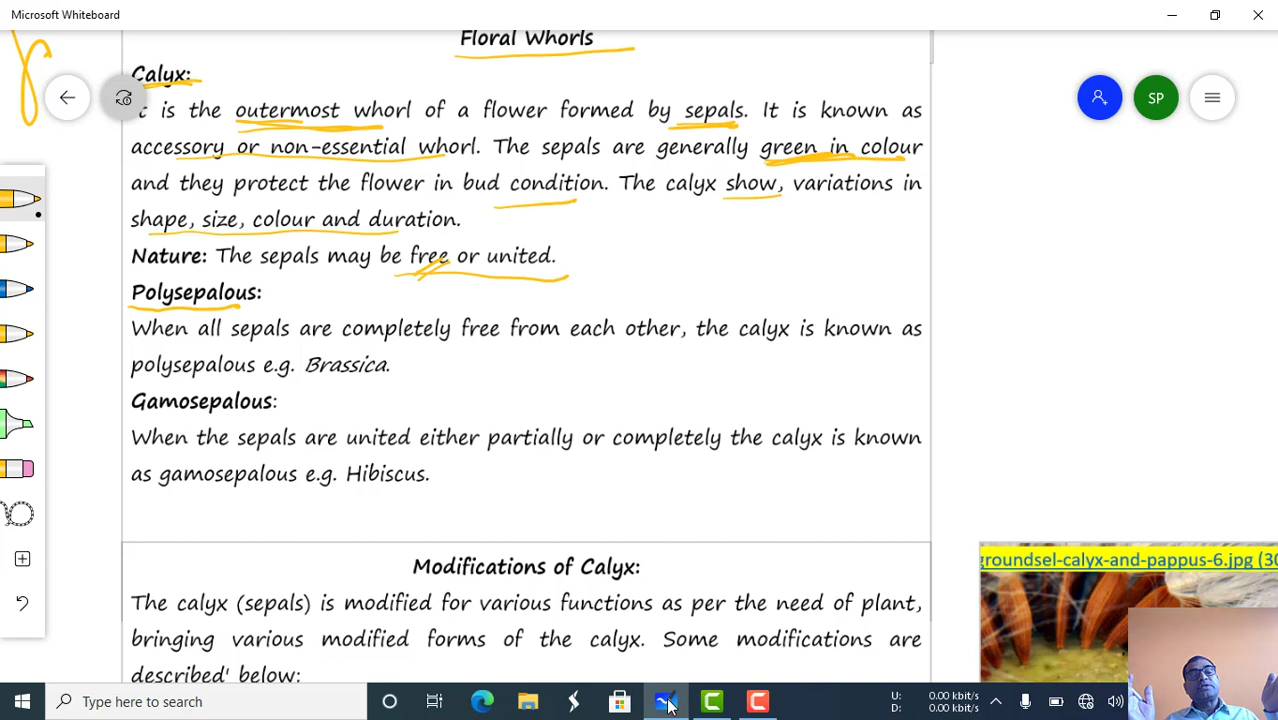 Microsoft Whiteboard
Floral Whorls
Calyx:
It is the outermost whorl of a flower formed by sepals. It is known as
accessory or non-essential whorl. The sepals are generally green in colour
and they protect the flower in bud condition. The calyx show, variations in
shape, size, colour and duration.
SP
Nature: The sepals may be free or united.
Polysepalous:
When all sepals are completely free from each other, the calyx is known as
polysepalous e.g. Brassica.
Gamosepalous:
When the sepals are united either partially or completely the calyx is known
as gamosepalous e.g. Hibiscus.
Modifications of Calyx:
The calyx (sepals) is modified for various functions as per the need of plant,
bringing various modified forms of the calyx. Some modifications are
described' below:
groundsel-calyx-and-pappus-6.jpg (30
Type here to search
U: 0.00 kbit/s
D: 0.00 kbit/s